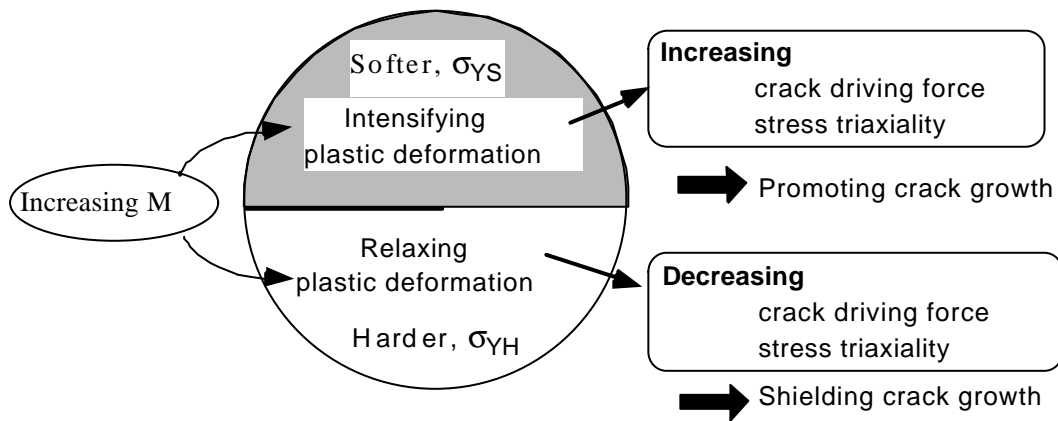 Softer, σYS
Intensifying
plastic deformation
Increasing M
Relaxing
plastic deformation
Harder, σYH
Increasing
crack driving force
stress triaxiality
Promoting crack growth
Decreasing
crack driving force
stress triaxiality
Shielding crack growth